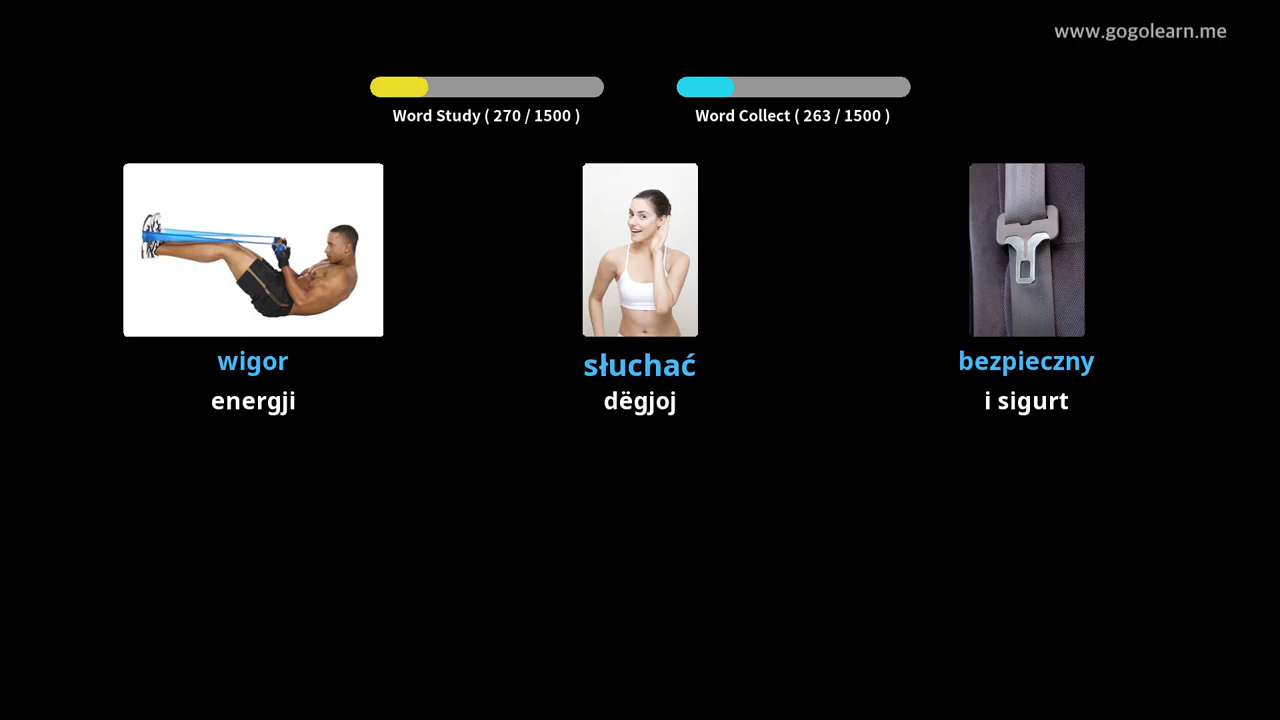 www.gogolearn.me
Word Study ( 270 / 1500 )
Word Collect ( 263 / 1500 )
wigor
energji
słuchać
dëgjoj
bezpieczny
i sigurt